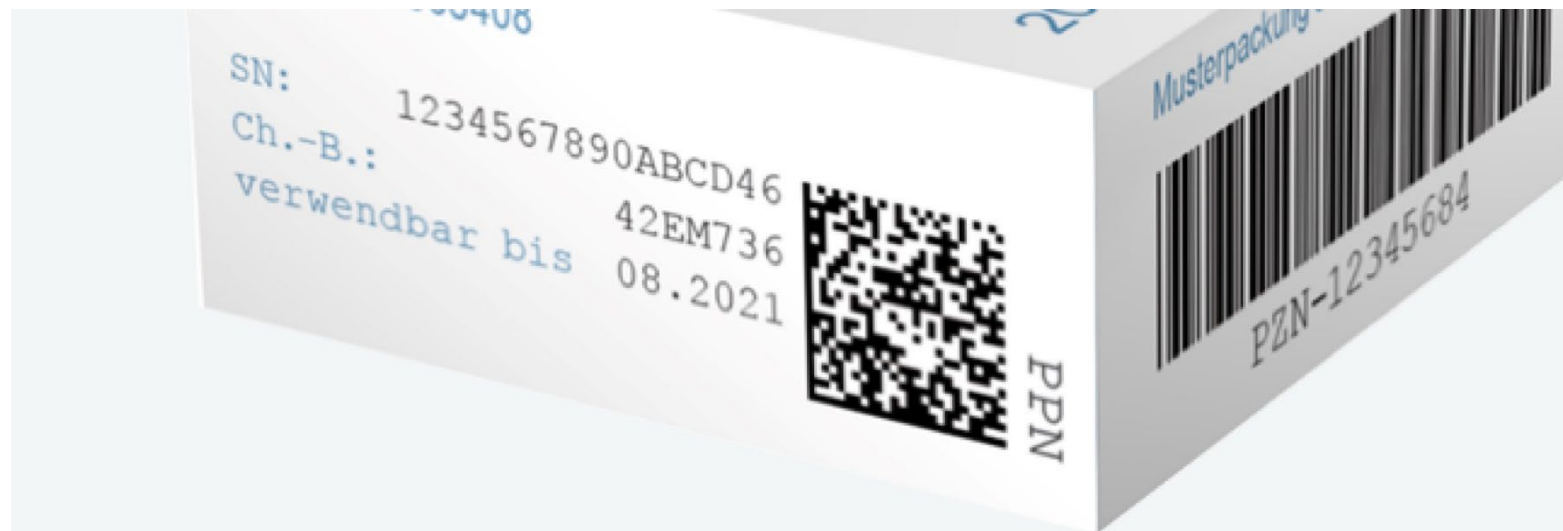 SN: 1234567890ABCD46
Ch.-B.: 42EM736
verwendbar bis 08.2021
PPN
Musterpackung
PZN-12345684